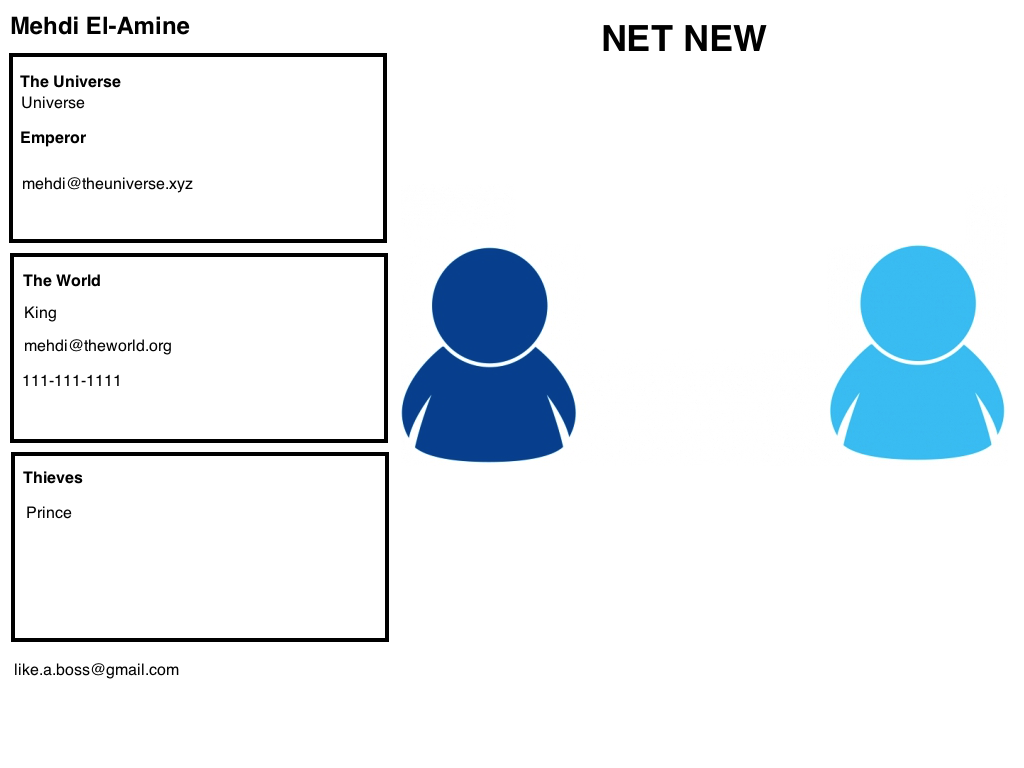 Mehdi El-Amine
NET NEW
The Universe
Universe
Emperor
mehdi@theuniverse.xyz
The World
King
mehdi@theworld.org
111-111-1111
Thieves
Prince
like.a.boss@gmail.com